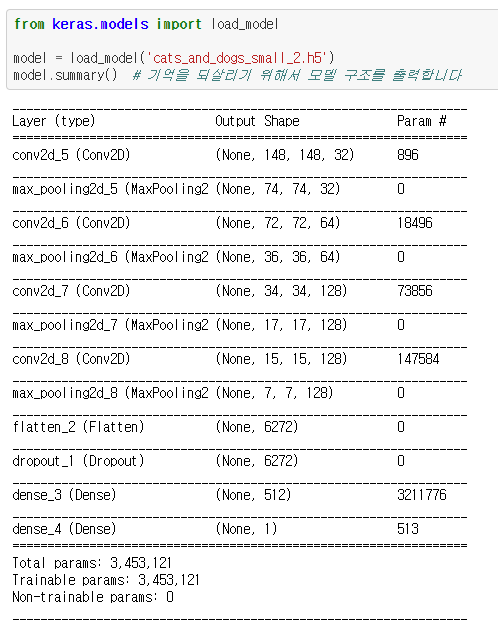 from keras.models import load_model
model = load_model('cats_and_dogs_small_2.h5')
model.summary()  # 기억을 되살리기 위해서 모델 구조를 출력합니다
_________________________________________________________________
Layer (type)                 Output Shape              Param #
=================================================================
conv2d_5 (Conv2D)            (None, 148, 148, 32)      896
_________________________________________________________________
max_pooling2d_5 (MaxPooling2 (None, 74, 74, 32)        0
_________________________________________________________________
conv2d_6 (Conv2D)            (None, 72, 72, 64)        18496
_________________________________________________________________
max_pooling2d_6 (MaxPooling2 (None, 36, 36, 64)        0
_________________________________________________________________
conv2d_7 (Conv2D)            (None, 34, 34, 128)       73856
_________________________________________________________________
max_pooling2d_7 (MaxPooling2 (None, 17, 17, 128)       0
_________________________________________________________________
conv2d_8 (Conv2D)            (None, 15, 15, 128)       147584
_________________________________________________________________
max_pooling2d_8 (MaxPooling2 (None, 7, 7, 128)         0
_________________________________________________________________
flatten_2 (Flatten)          (None, 6272)              0
_________________________________________________________________
dropout_1 (Dropout)          (None, 6272)              0
_________________________________________________________________
dense_3 (Dense)              (None, 512)               3211776
_________________________________________________________________
dense_4 (Dense)              (None, 1)                 513
=================================================================
Total params: 3,453,121
Trainable params: 3,453,121
Non-trainable params: 0
_________________________________________________________________